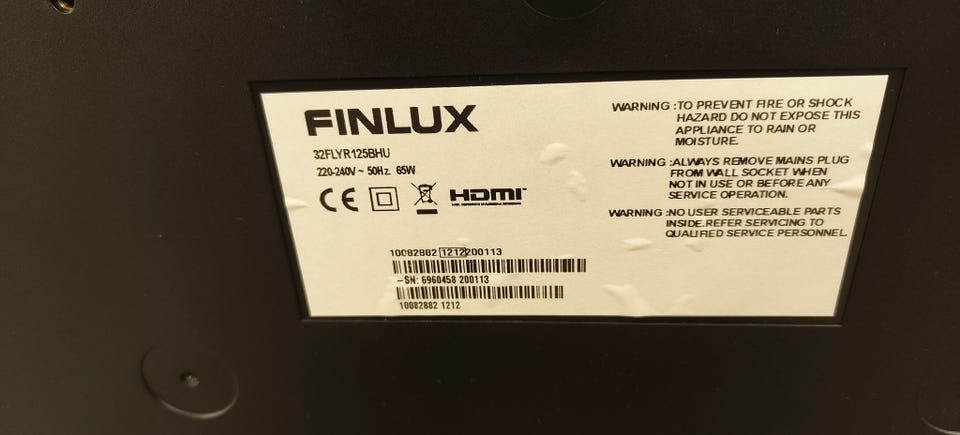 FINLUX
32FLYR125BHU
220-240V ~ 50Hz. 65W
CE HDMI
10082882 1212 200113
-SN: 6960458 200113
10082882 1212
WARNING :TO PREVENT FIRE OR SHOCK
HAZARD DO NOT EXPOSE THIS
APPLIANCE TO RAIN OR
MOISTURE.
WARNING :ALWAYS REMOVE MAINS PLUG
FROM WALL SOCKET WHEN
NOT IN USE OR BEFORE ANY
SERVICE OPERATION.
WARNING :NO USER SERVICEABLE PARTS
INSIDE.REFER SERVICING TO
QUALIFIED SERVICE PERSONNEL.